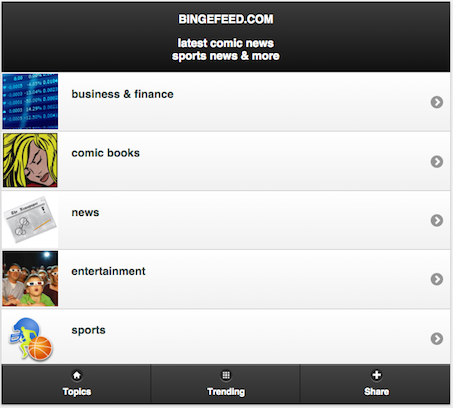 BINGEFEED.COM
latest comic news
sports news & more
business & finance
comic books
news
entertainment
sports
Topics
Trending
Share